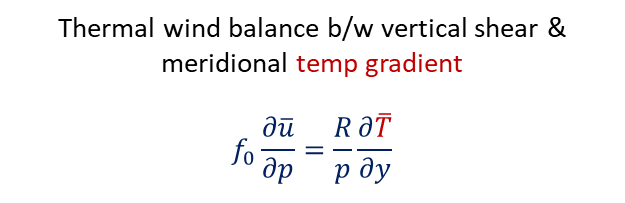 Thermal wind balance b/w vertical shear &
meridional temp gradient
f₀ ∂ū/∂p = R/p ∂T̄/∂y